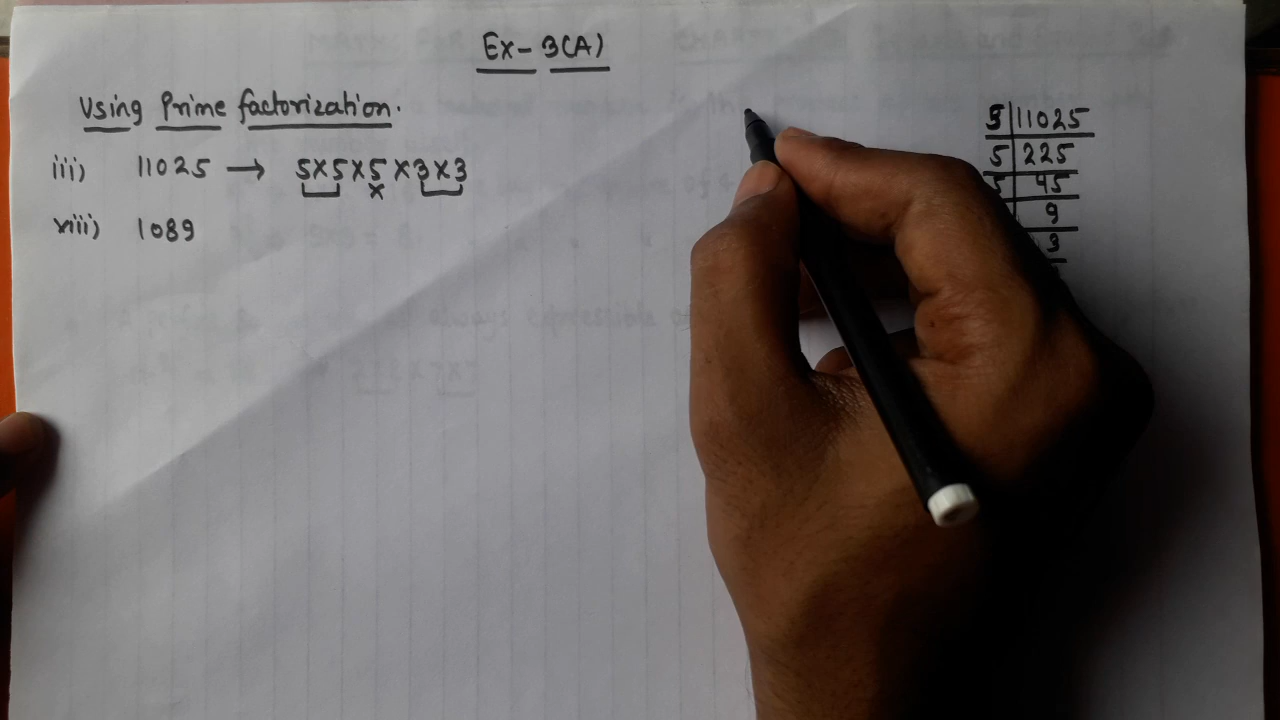 Ex- 3(A)
Using Prime factorization.
iii) 11025 → 5×5×5×3×3
×
xiii) 1089
5 11025
5 225
5 45
9
3